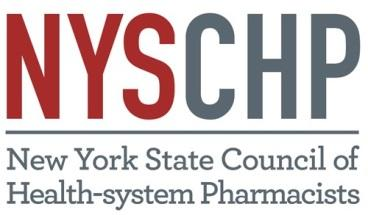 NYSCHP
New York State Council of
Health-system Pharmacists